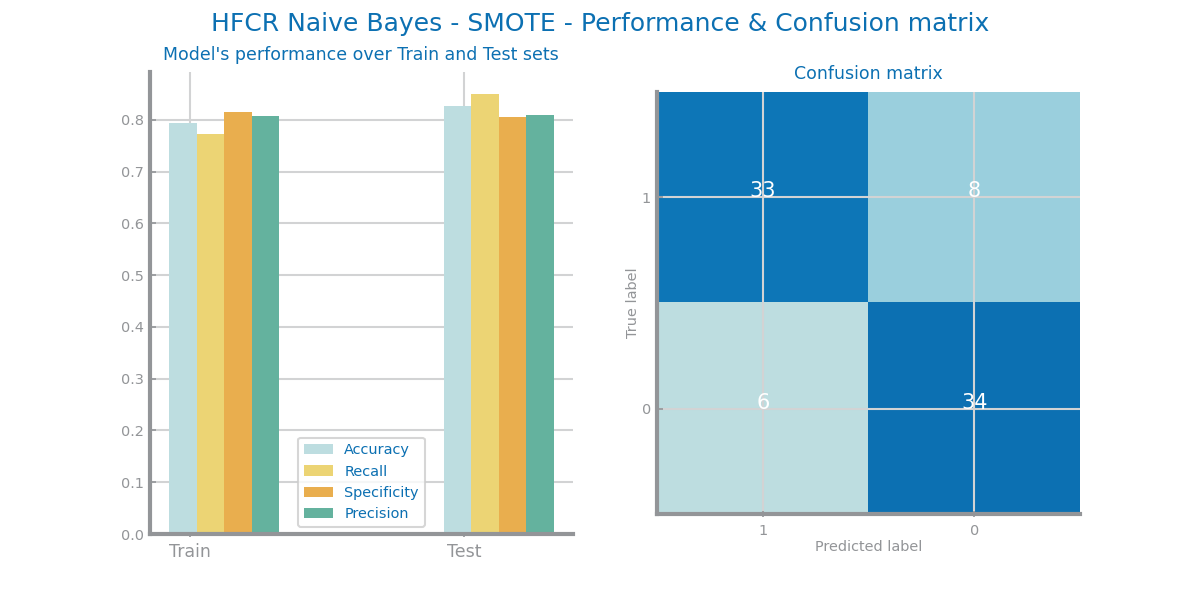 HFCR Naive Bayes - SMOTE - Performance & Confusion matrix
Model's performance over Train and Test sets
0.8
0.7
0.6
0.5
0.4
0.3
0.2
0.1
0.0
Accuracy
Recall
Specificity
Precision
Train Test
Confusion matrix
True label
1
0
33 8
6 34
1 0
Predicted label